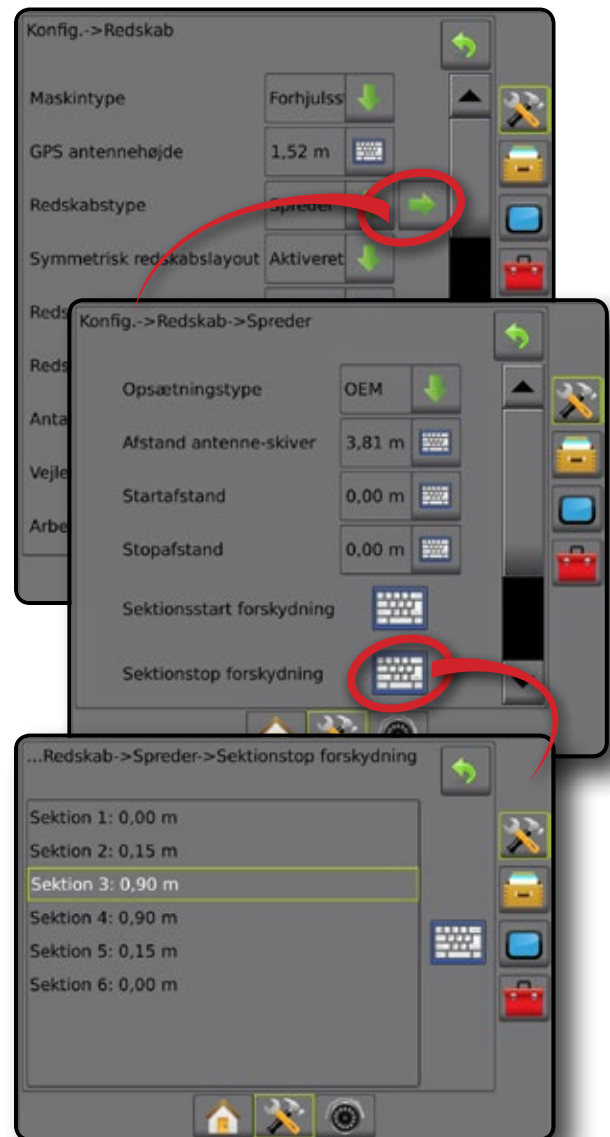 Konfig.->Redskab
Maskintype Forhjulss
GPS antennehøjde 1,52 m
Redskabstype Spreder
Symmetrisk redskabslayout Aktiveret
Reds
Reds
Anta
Vejle
Arbe
Konfig.->Redskab->Spreder
Opsætningstype OEM
Afstand antenne-skiver 3,81 m
Startafstand 0,00 m
Stopafstand 0,00 m
Sektionsstart forskydning
Sektionstop forskydning
...Redskab->Spreder->Sektionstop forskydning
Sektion 1: 0,00 m
Sektion 2: 0,15 m
Sektion 3: 0,90 m
Sektion 4: 0,90 m
Sektion 5: 0,15 m
Sektion 6: 0,00 m